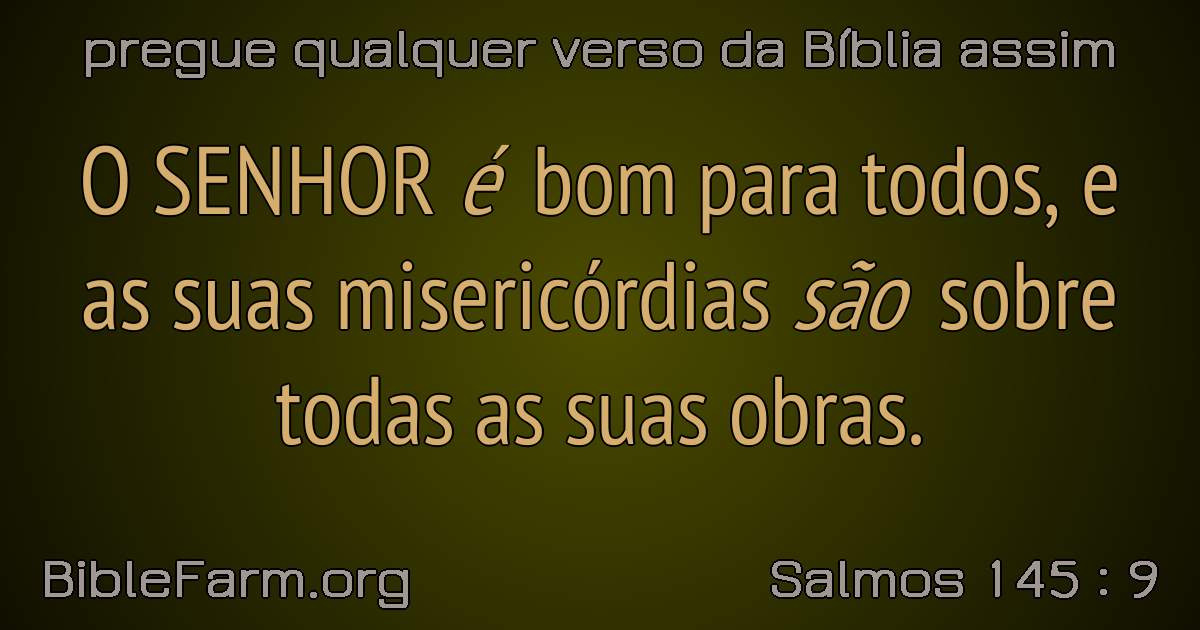 pregue qualquer verso da Bíblia assim
O SENHOR é bom para todos, e
as suas misericórdias são sobre
todas as suas obras.
BibleFarm.org
Salmos 145 : 9